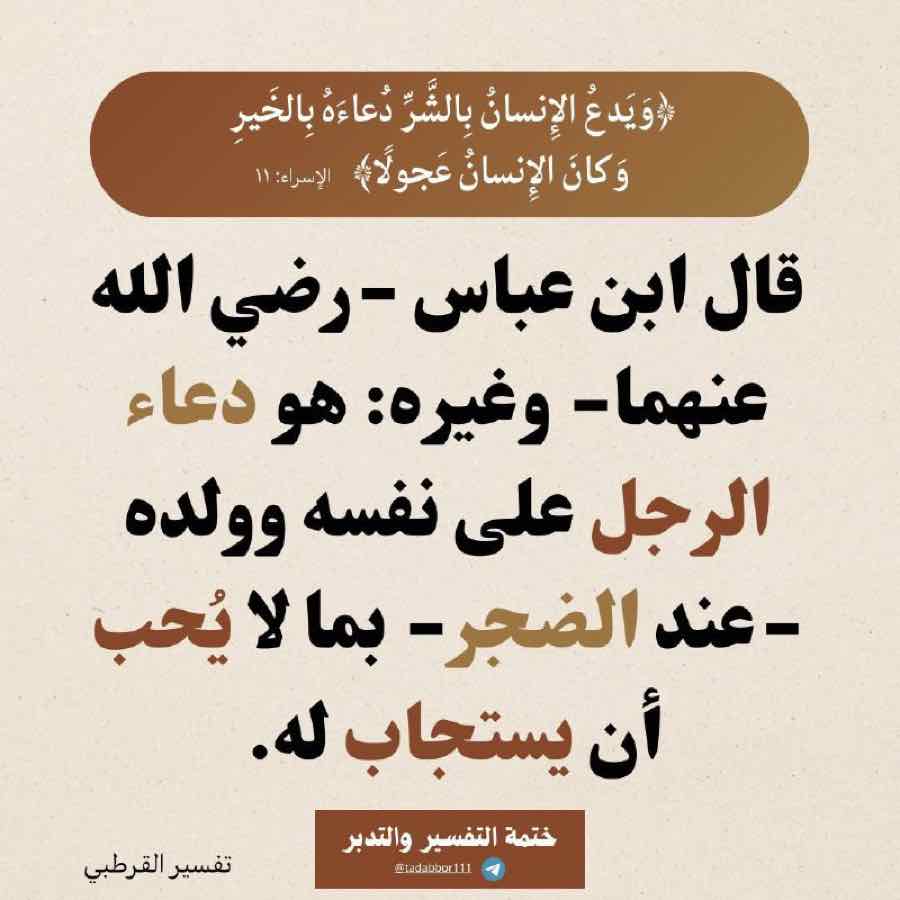 ﴿وَيَدعُ الإِنسانُ بِالشَّرِّ دُعاءَهُ بِالخَيرِ
وَكانَ الإِنسانُ عَجولًا﴾ الإسراء: ١١
قال ابن عباس -رضي الله
عنهما- وغيره: هو دعاء
الرجل على نفسه وولده
-عند الضجر- بما لا يُحب
أن يستجاب له.
ختمة التفسير والتدبر
@tadabbor111
تفسير القرطبي